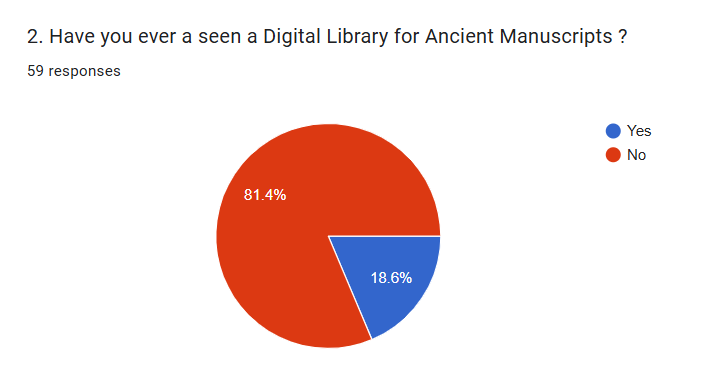 2. Have you ever a seen a Digital Library for Ancient Manuscripts ?
59 responses
Yes
No
81.4%
18.6%